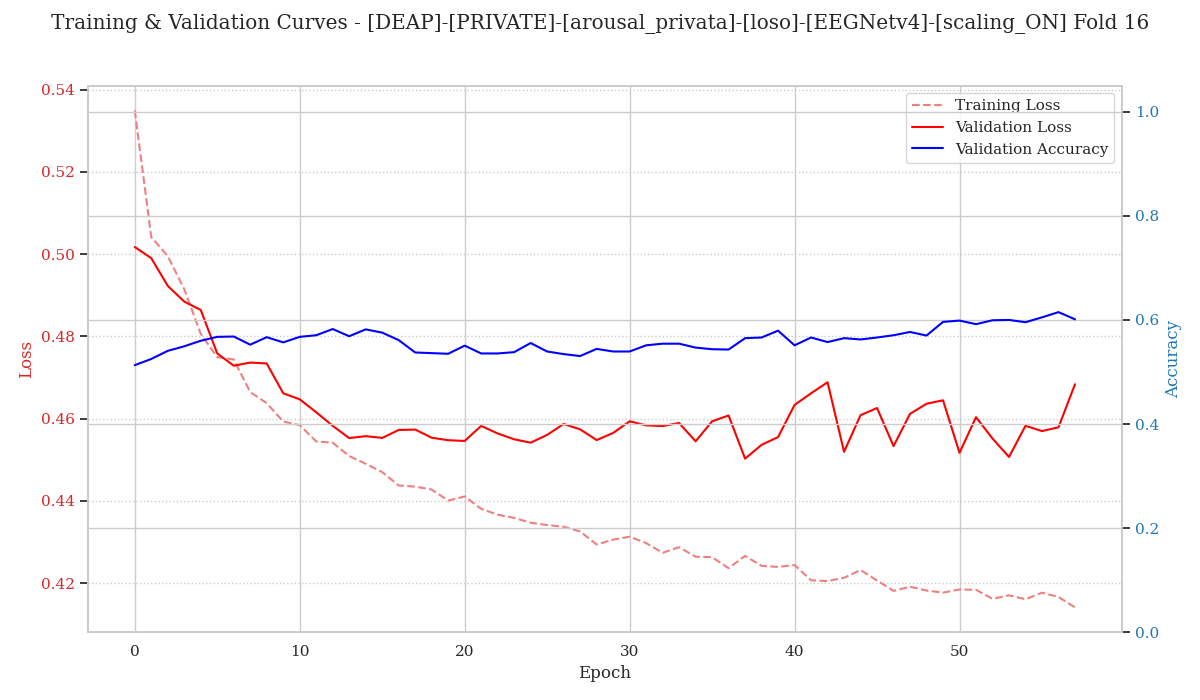 Training & Validation Curves - [DEAP]-[PRIVATE]-[arousal_privata]-[loso]-[EEGNetv4]-[scaling_ON] Fold 16
Training Loss
Validation Loss
Validation Accuracy
0.54
0.52
0.50
0.48
0.46
0.44
0.42
Loss
1.0
0.8
0.6
0.4
0.2
0.0
Accuracy
0
10
20
30
40
50
Epoch